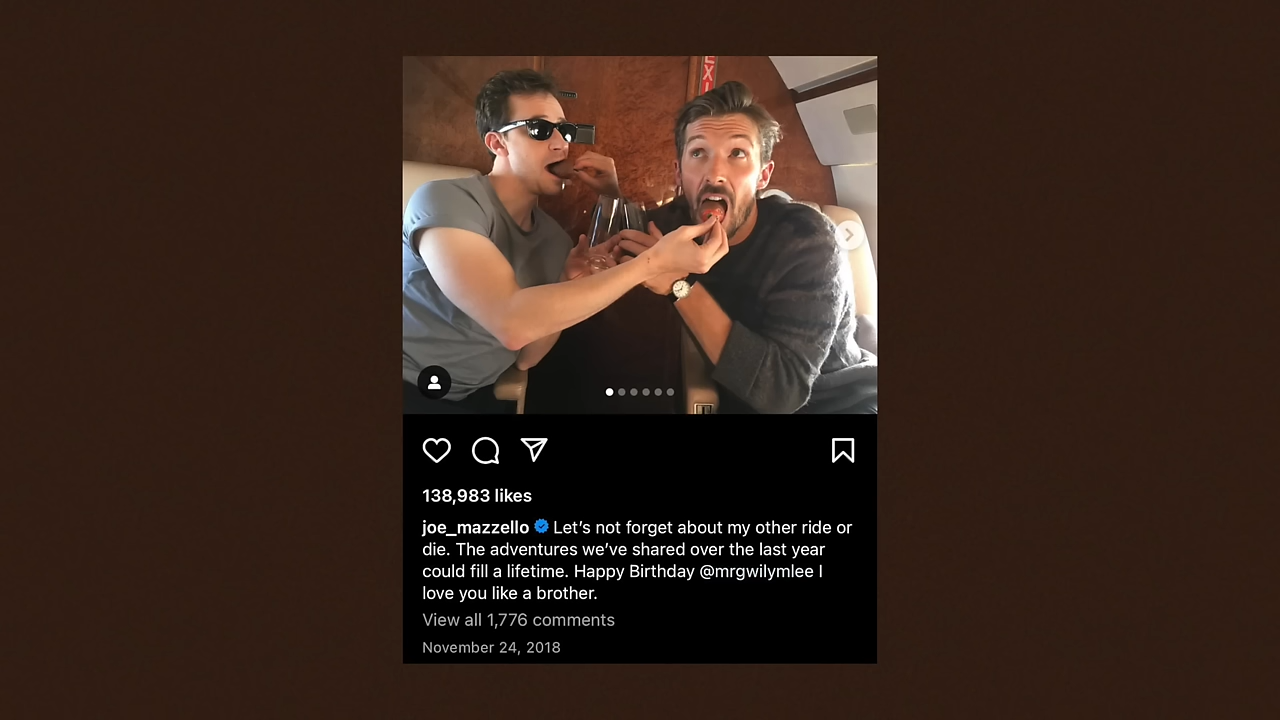 EXI
138,983 likes
joe_mazzello Let’s not forget about my other ride or
die. The adventures we’ve shared over the last year
could fill a lifetime. Happy Birthday @mrgwilymlee I
love you like a brother.
View all 1,776 comments
November 24, 2018